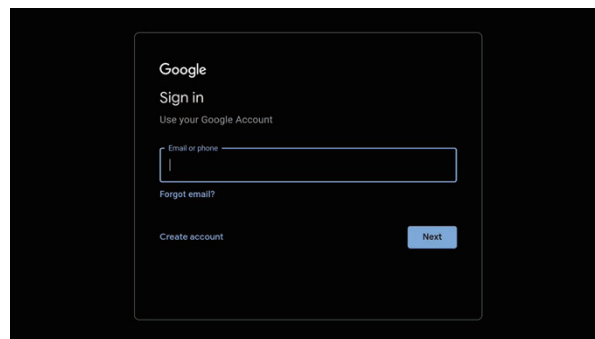 Google
Sign in
Use your Google Account
Email or phone
Forgot email?
Create account
Next